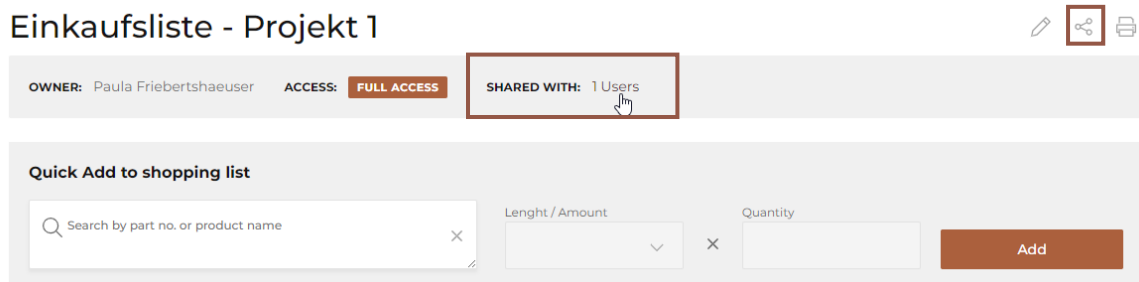 Einkaufsliste - Projekt 1
OWNER: Paula Friebertshaeuser ACCESS: FULL ACCESS SHARED WITH: 1 Users
Quick Add to shopping list
Search by part no. or product name
Lenght / Amount
Quantity
Add